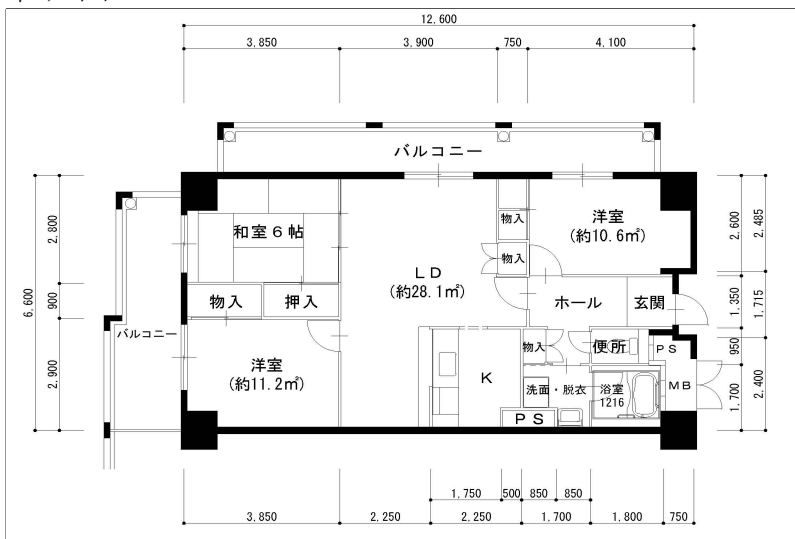 12,600
3,850
3,900
750
4,100
バルコニー
和室６帖
物入
洋室
(約10.6㎡)
物入
ＬＤ
(約28.1㎡)
ホール
玄関
物入
押入
バルコニー
洋室
(約11.2㎡)
物入
便所
ＰＳ
Ｋ
洗面・脱衣
浴室
1216
ＭＢ
ＰＳ
6,600
2,800
900
2,900
2,600
2,485
1,350
1,715
950
2,400
1,700
1,750
500
850
850
3,850
2,250
2,250
1,700
1,800
750